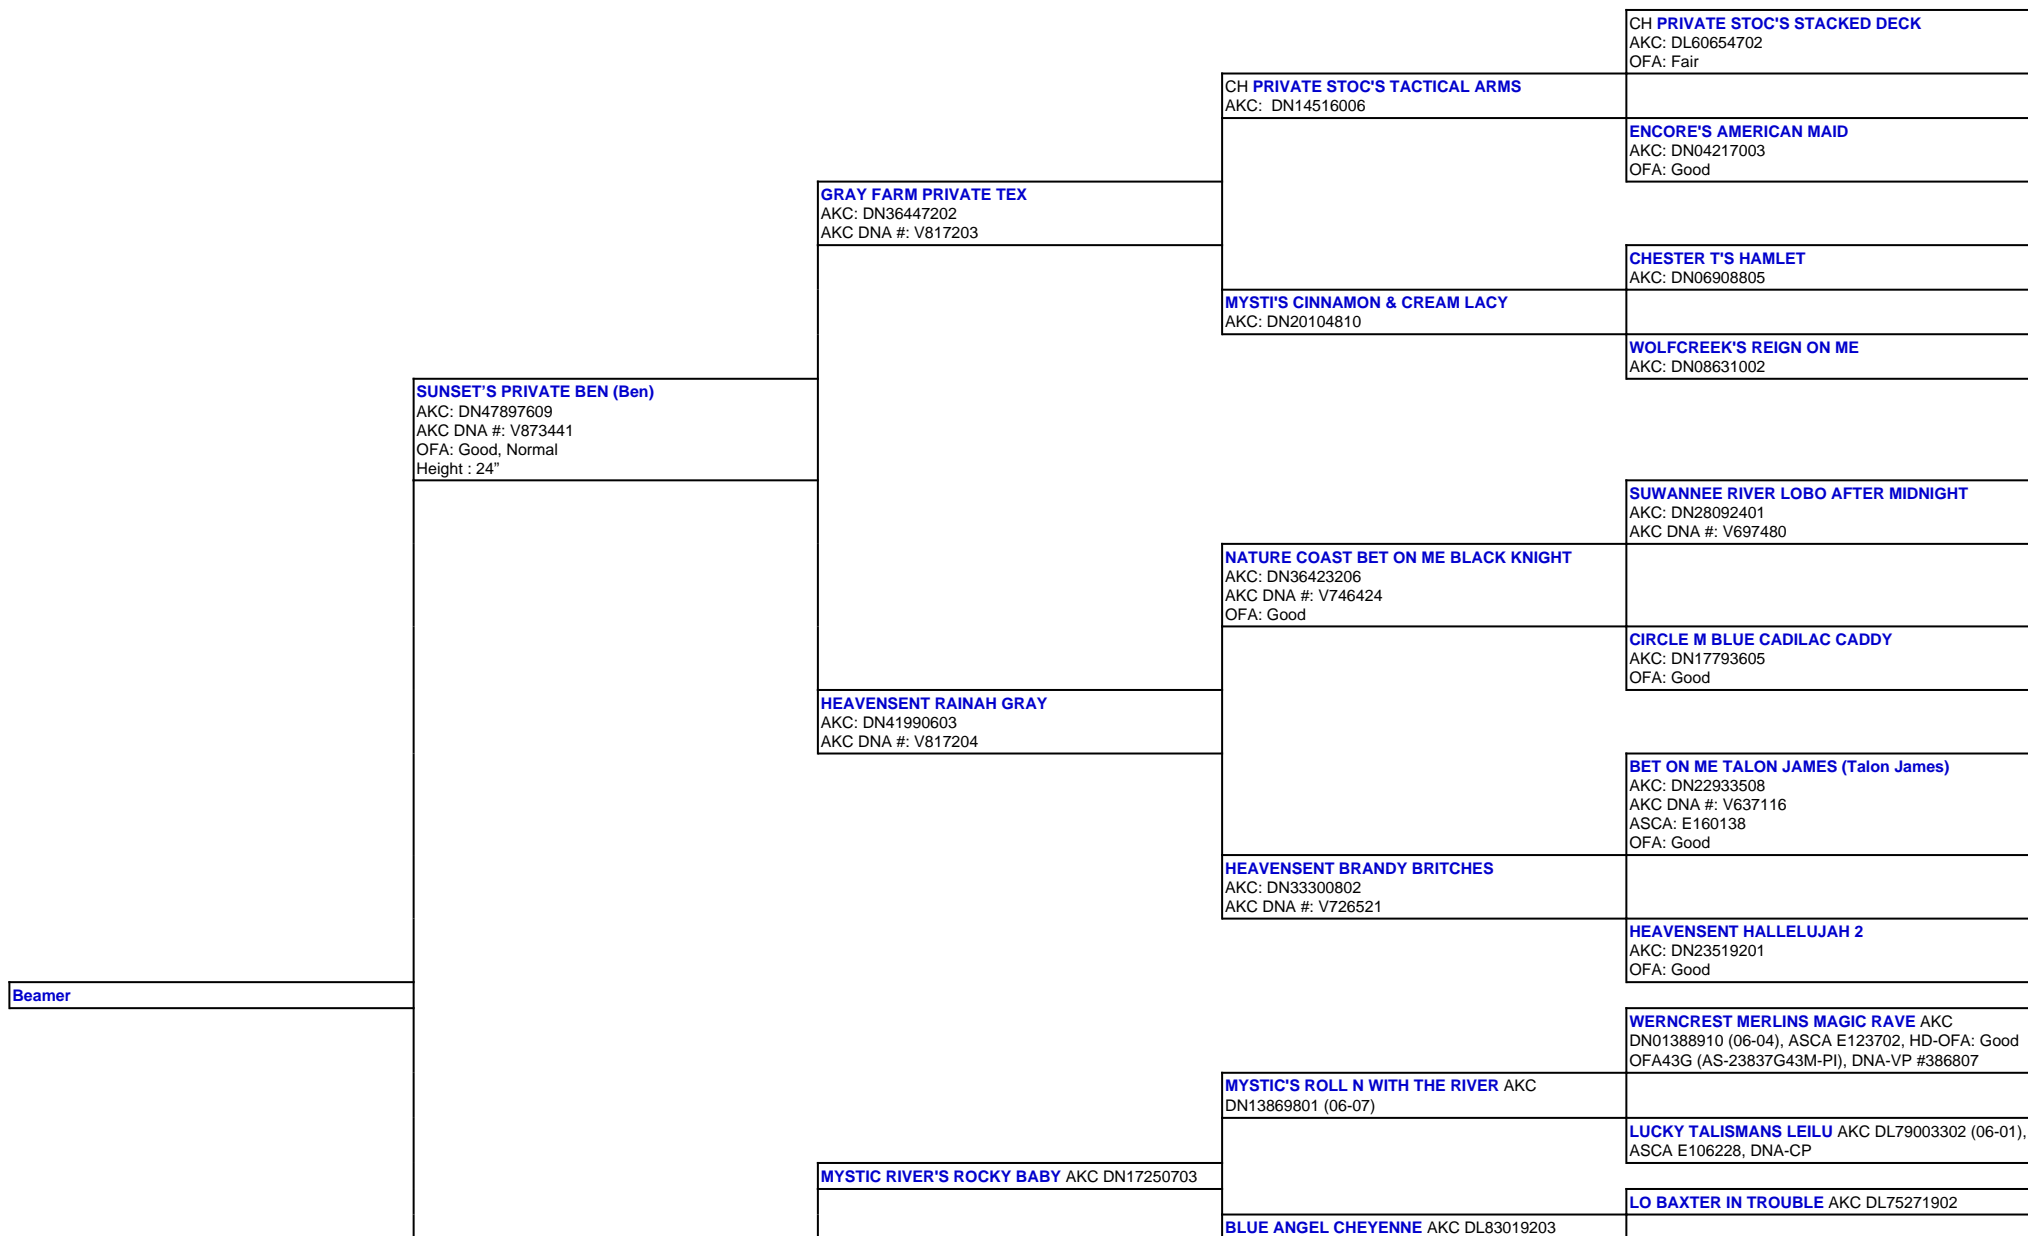 CH PRIVATE STOC'S STACKED DECK
AKC: DL60654702
OFA: Fair
CH PRIVATE STOC'S TACTICAL ARMS
AKC:  DN14516006
ENCORE'S AMERICAN MAID
AKC: DN04217003
OFA: Good
GRAY FARM PRIVATE TEX
AKC: DN36447202
AKC DNA #: V817203
CHESTER T'S HAMLET
AKC: DN06908805
MYSTI'S CINNAMON & CREAM LACY
AKC: DN20104810
WOLFCREEK'S REIGN ON ME
AKC: DN08631002
SUNSET’S PRIVATE BEN (Ben)
AKC: DN47897609
AKC DNA #: V873441
OFA: Good, Normal
Height : 24”
SUWANNEE RIVER LOBO AFTER MIDNIGHT
AKC: DN28092401
AKC DNA #: V697480
NATURE COAST BET ON ME BLACK KNIGHT
AKC: DN36423206
AKC DNA #: V746424
OFA: Good
CIRCLE M BLUE CADILAC CADDY
AKC: DN17793605
OFA: Good
HEAVENSENT RAINAH GRAY
AKC: DN41990603
AKC DNA #: V817204
BET ON ME TALON JAMES (Talon James)
AKC: DN22933508
AKC DNA #: V637116
ASCA: E160138
OFA: Good
HEAVENSENT BRANDY BRITCHES
AKC: DN33300802
AKC DNA #: V726521
HEAVENSENT HALLELUJAH 2
AKC: DN23519201
OFA: Good
Beamer
WERNCREST MERLINS MAGIC RAVE AKC
DN01388910 (06-04), ASCA E123702, HD-OFA: Good
OFA43G (AS-23837G43M-PI), DNA-VP #386807
MYSTIC'S ROLL N WITH THE RIVER AKC
DN13869801 (06-07)
LUCKY TALISMANS LEILU AKC DL79003302 (06-01),
ASCA E106228, DNA-CP
MYSTIC RIVER'S ROCKY BABY AKC DN17250703
LO BAXTER IN TROUBLE AKC DL75271902
BLUE ANGEL CHEYENNE AKC DL83019203